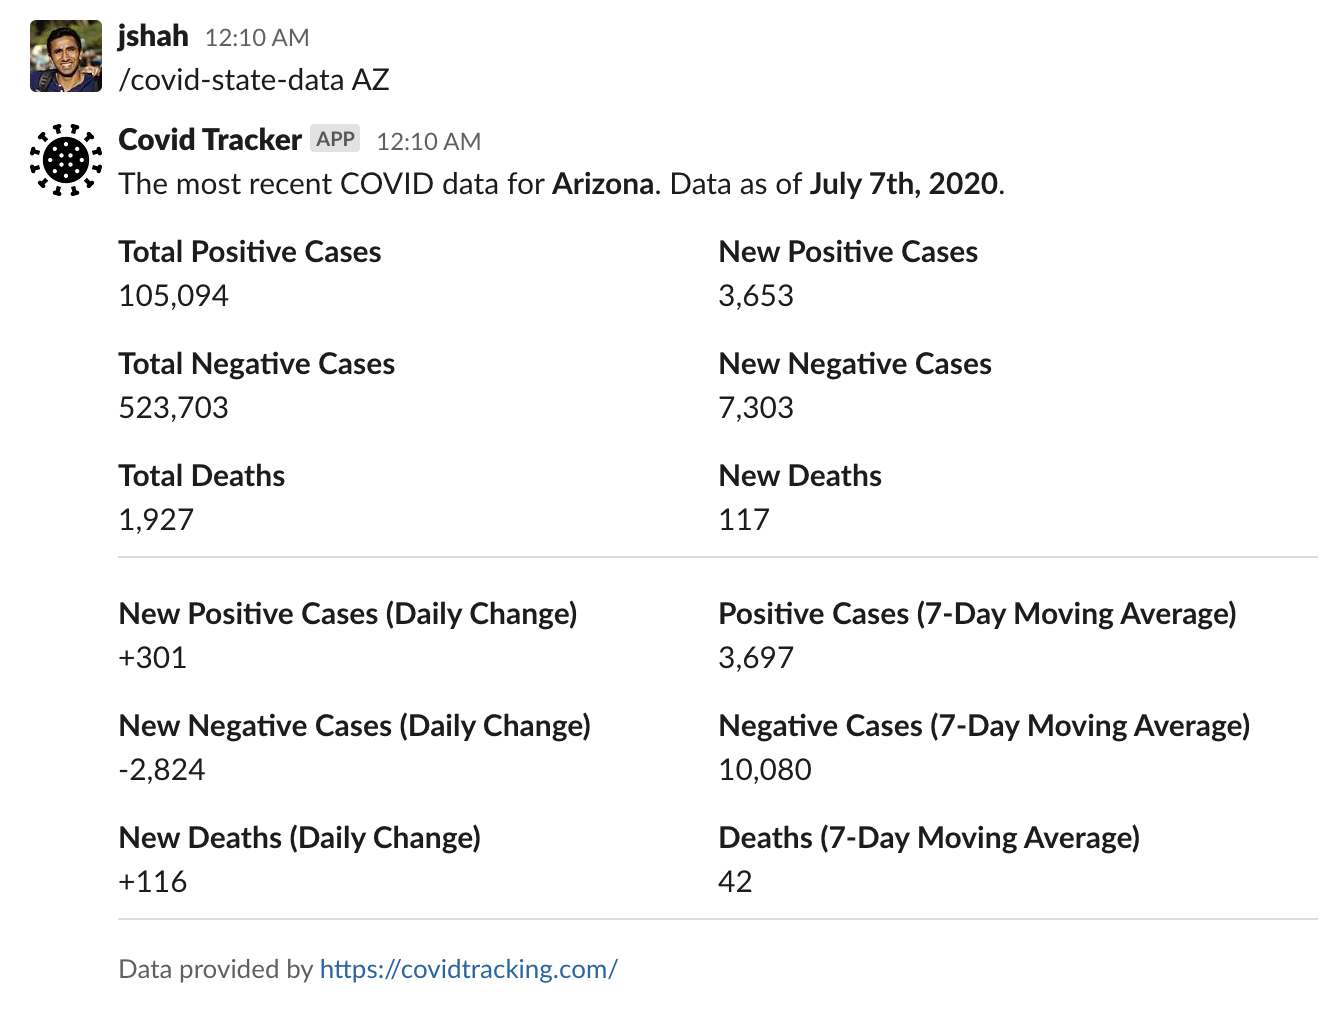 jshah 12:10 AM
/covid-state-data AZ
Covid Tracker APP 12:10 AM
The most recent COVID data for Arizona. Data as of July 7th, 2020.
Total Positive Cases
105,094
New Positive Cases
3,653
Total Negative Cases
523,703
New Negative Cases
7,303
Total Deaths
1,927
New Deaths
117
New Positive Cases (Daily Change)
+301
Positive Cases (7-Day Moving Average)
3,697
New Negative Cases (Daily Change)
-2,824
Negative Cases (7-Day Moving Average)
10,080
New Deaths (Daily Change)
+116
Deaths (7-Day Moving Average)
42
Data provided by https://covidtracking.com/